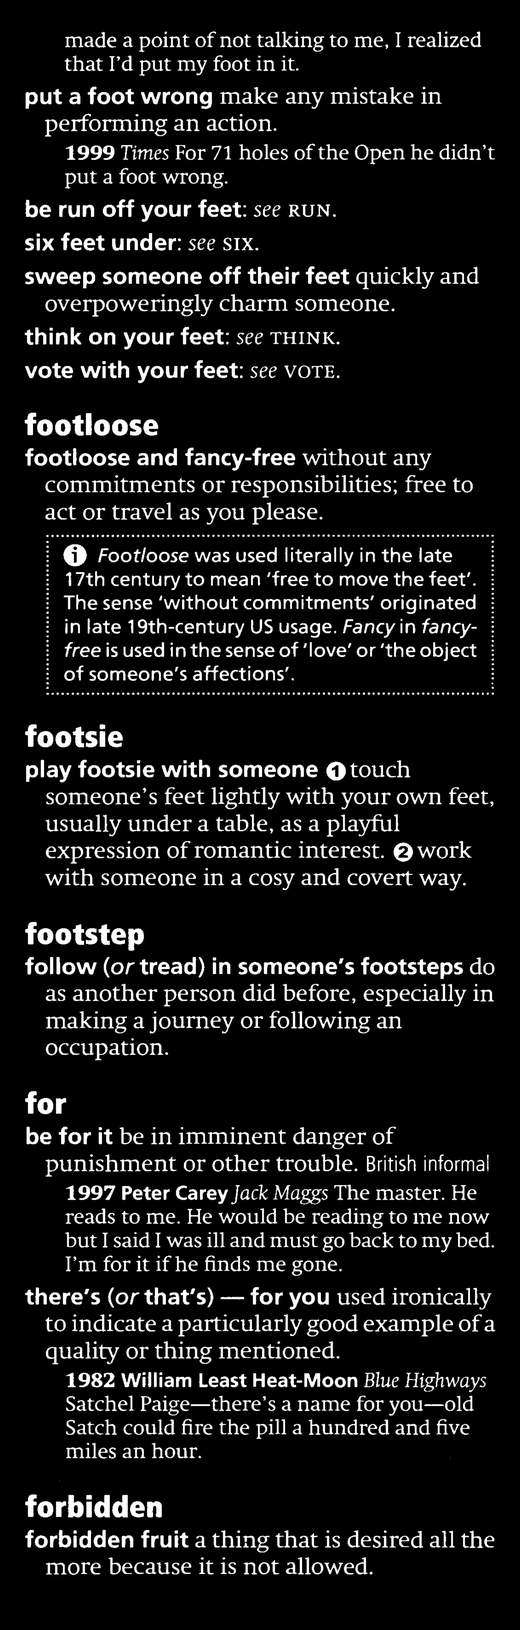 made a point of not talking to me, I realized
that I'd put my foot in it.
put a foot wrong make any mistake in
performing an action.
1999 Times For 71 holes of the Open he didn't
put a foot wrong.
be run off your feet: see RUN.
six feet under: see SIX.
sweep someone off their feet quickly and
overpoweringly charm someone.
think on your feet: see THINK.
vote with your feet: see VOTE.
footloose
footloose and fancy-free without any
commitments or responsibilities; free to
act or travel as you please.
i Footloose was used literally in the late
17th century to mean 'free to move the feet'.
The sense 'without commitments' originated
in late 19th-century US usage. Fancy in fancy-
free is used in the sense of 'love' or 'the object
of someone's affections'.
footsie
play footsie with someone ❶ touch
someone's feet lightly with your own feet,
usually under a table, as a playful
expression of romantic interest. ❷ work
with someone in a cosy and covert way.
footstep
follow (or tread) in someone's footsteps do
as another person did before, especially in
making a journey or following an
occupation.
for
be for it be in imminent danger of
punishment or other trouble. British informal
1997 Peter Carey Jack Maggs The master. He
reads to me. He would be reading to me now
but I said I was ill and must go back to my bed.
I'm for it if he finds me gone.
there's (or that's) — for you used ironically
to indicate a particularly good example of a
quality or thing mentioned.
1982 William Least Heat-Moon Blue Highways
Satchel Paige—there's a name for you—old
Satch could fire the pill a hundred and five
miles an hour.
forbidden
forbidden fruit a thing that is desired all the
more because it is not allowed.